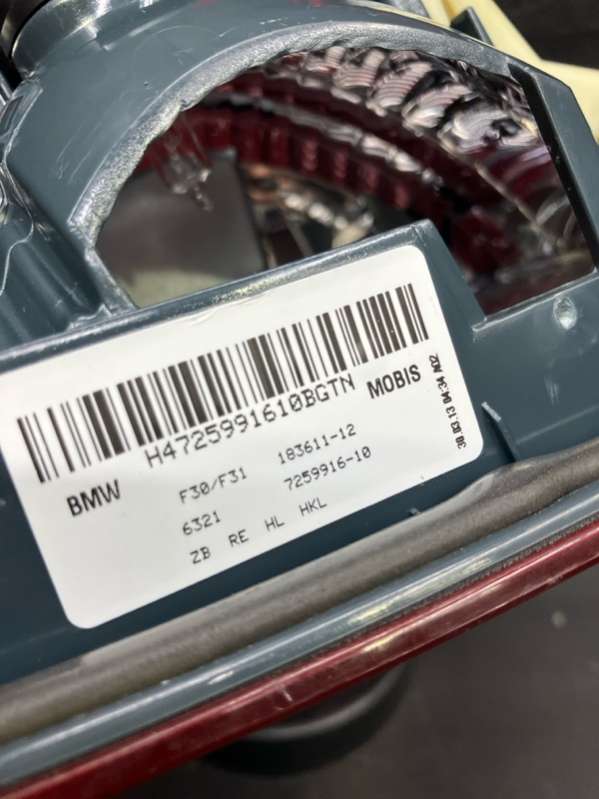 H4725991610BGTN
BMW
MOBIS
F30/F31 183611-12
6321 7259916-10
ZB RE HL HKL
30.03.13 04:34 A02